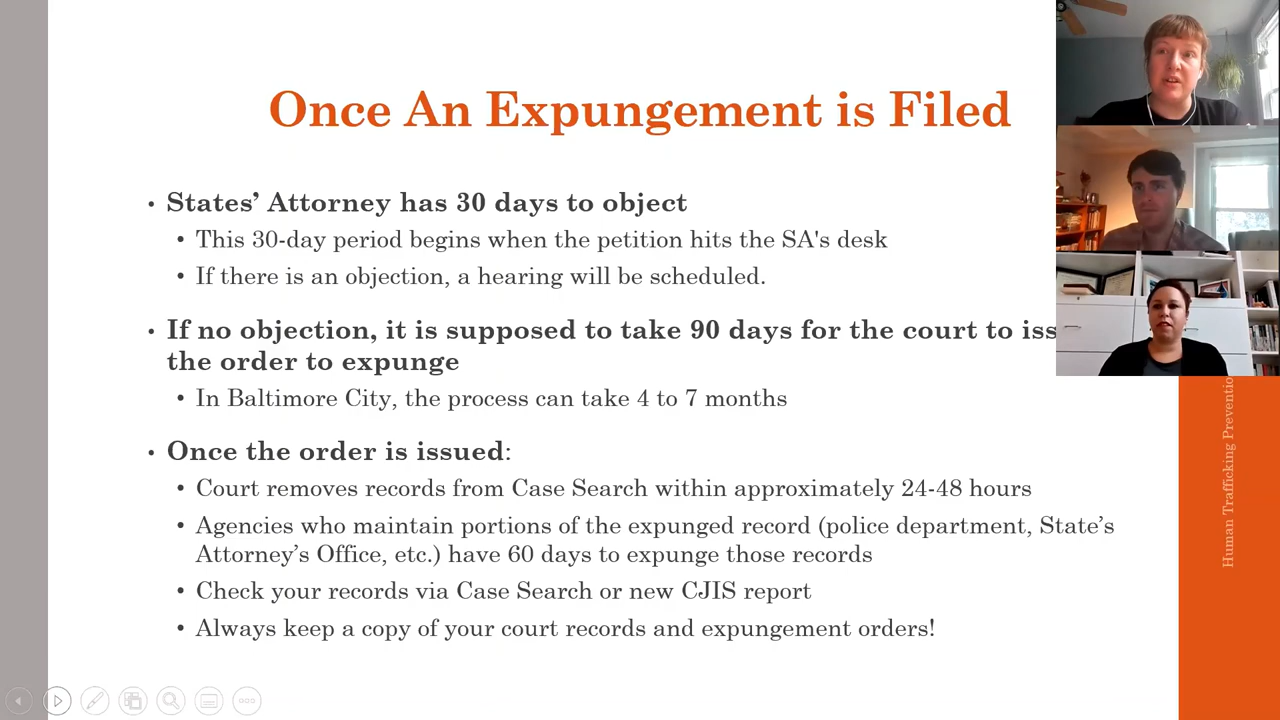 Once An Expungement is Filed
• States’ Attorney has 30 days to object
• This 30-day period begins when the petition hits the SA's desk
• If there is an objection, a hearing will be scheduled.
• If no objection, it is supposed to take 90 days for the court to iss
the order to expunge
• In Baltimore City, the process can take 4 to 7 months
• Once the order is issued:
• Court removes records from Case Search within approximately 24-48 hours
• Agencies who maintain portions of the expunged record (police department, State’s
Attorney’s Office, etc.) have 60 days to expunge those records
• Check your records via Case Search or new CJIS report
• Always keep a copy of your court records and expungement orders!
Human Trafficking Preventio